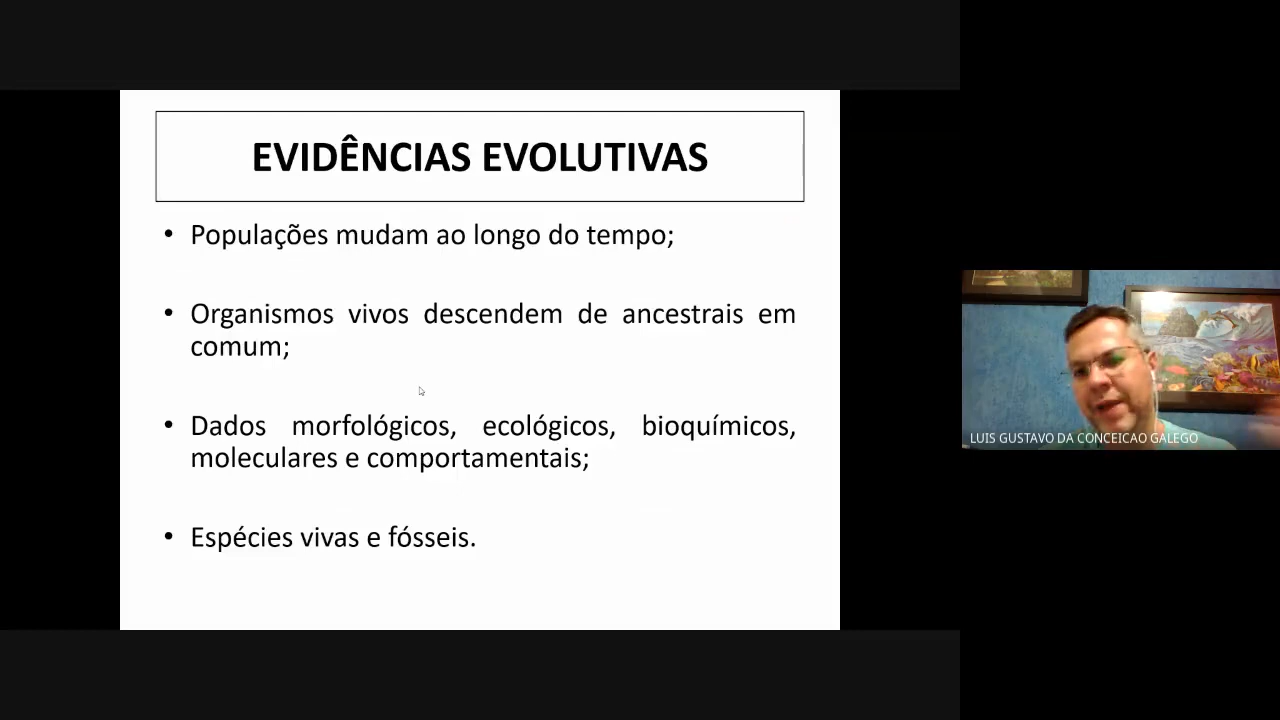 EVIDÊNCIAS EVOLUTIVAS
• Populações mudam ao longo do tempo;
• Organismos vivos descendem de ancestrais em
comum;
• Dados morfológicos, ecológicos, bioquímicos,
moleculares e comportamentais;
• Espécies vivas e fósseis.
LUIS GUSTAVO DA CONCEICAO GALEGO